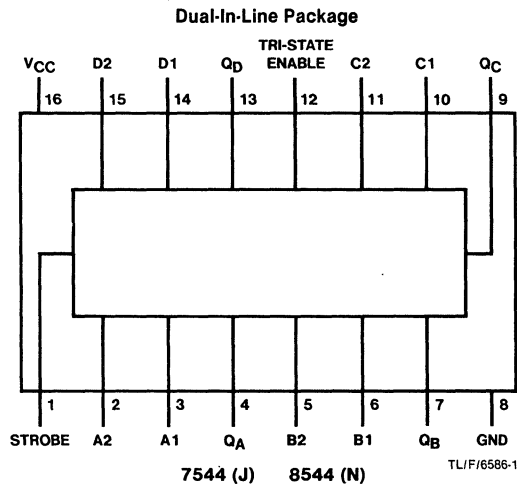 Dual-In-Line Package
TRI-STATE
VCC D2 D1 QD ENABLE C2 C1 QC
16 15 14 13 12 11 10 9
1 2 3 4 5 6 7 8
STROBE A2 A1 QA B2 B1 QB GND
TL/F/6586-1
7544 (J) 8544 (N)